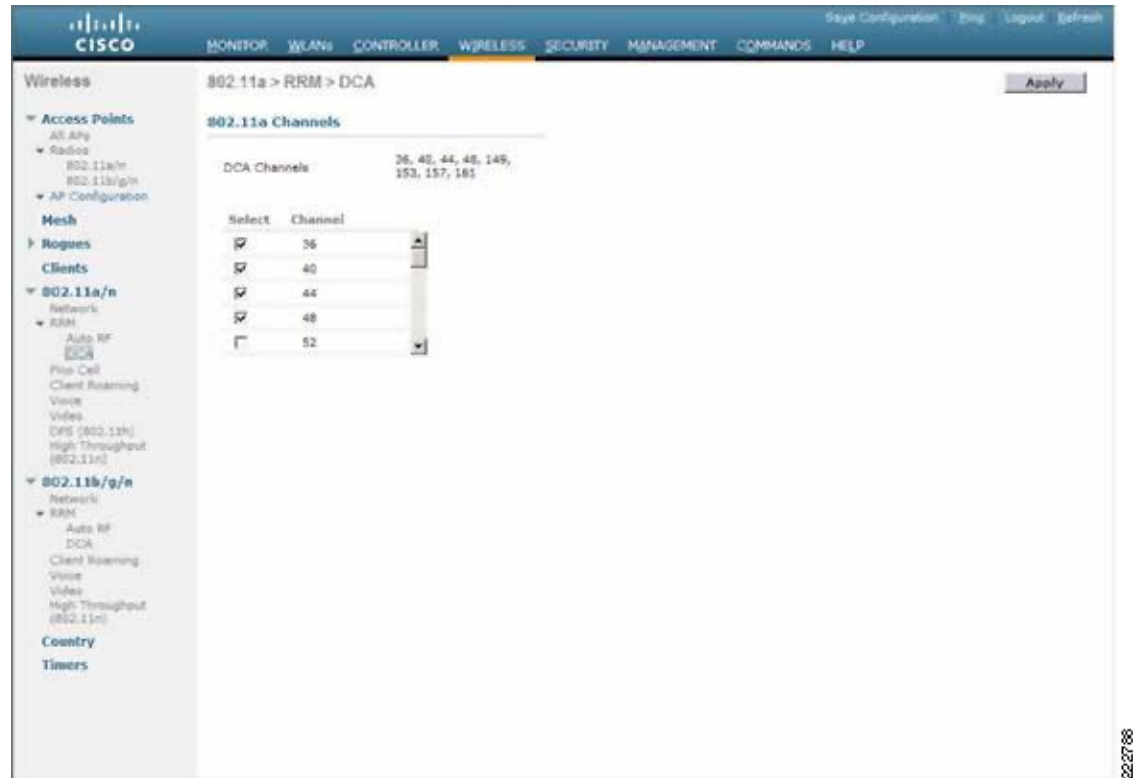 Save Configuration Ping Logout Refresh
CISCO
MONITOR WLANs CONTROLLER WIRELESS SECURITY MANAGEMENT COMMANDS HELP
Wireless
802.11a > RRM > DCA
Apply
Access Points
All APs
Radios
802.11a/n
802.11b/g/n
AP Configuration
Mesh
Rogues
Clients
802.11a/n
Network
RRM
Auto RF
DCA
Pico Cell
Client Roaming
Voice
Video
DFS (802.11h)
High Throughput
(802.11n)
802.11b/g/n
Network
RRM
Auto RF
DCA
Client Roaming
Voice
Video
High Throughput
(802.11n)
Country
Timers
802.11a Channels
DCA Channels
36, 40, 44, 48, 149,
153, 157, 161
Select Channel
36
40
44
48
52
222788